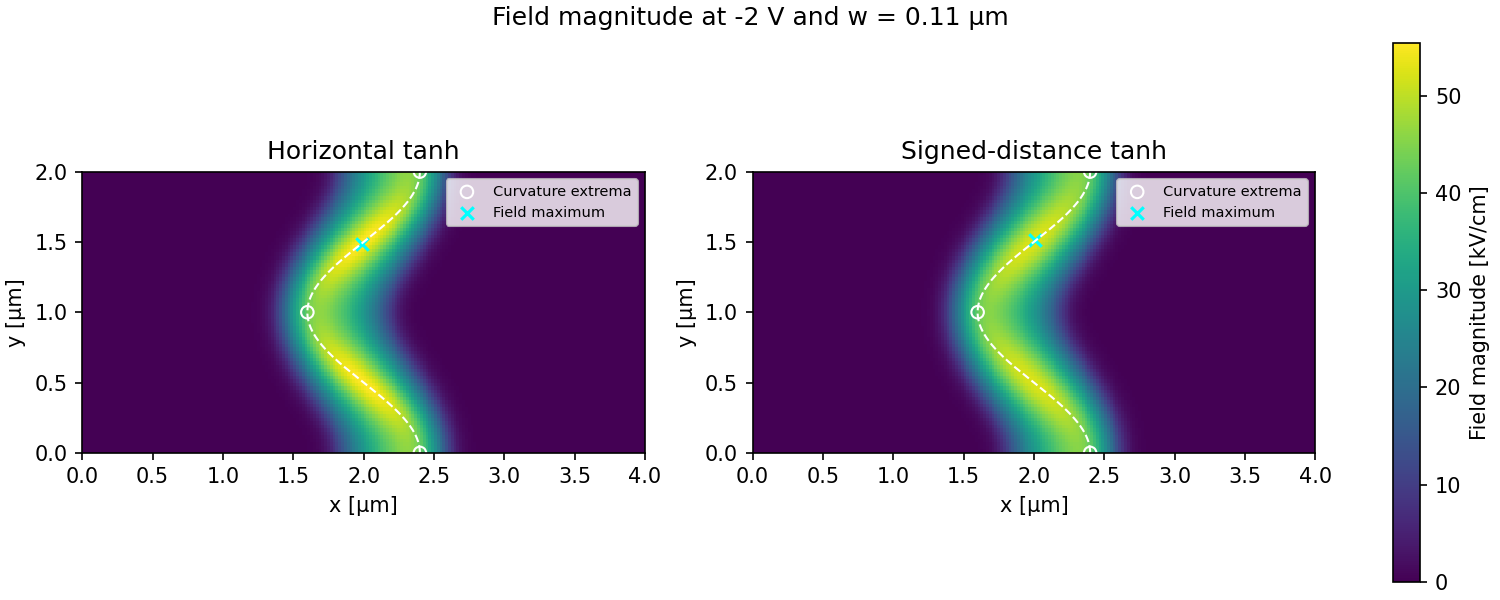 Field magnitude at -2 V and w = 0.11 µm
Horizontal tanh
2.0
1.5
1.0
0.5
0.0
y [µm]
Curvature extrema
Field maximum
0.0 0.5 1.0 1.5 2.0 2.5 3.0 3.5 4.0
x [µm]
Signed-distance tanh
2.0
1.5
1.0
0.5
0.0
y [µm]
Curvature extrema
Field maximum
0.0 0.5 1.0 1.5 2.0 2.5 3.0 3.5 4.0
x [µm]
50
40
30
20
10
0
Field magnitude [kV/cm]